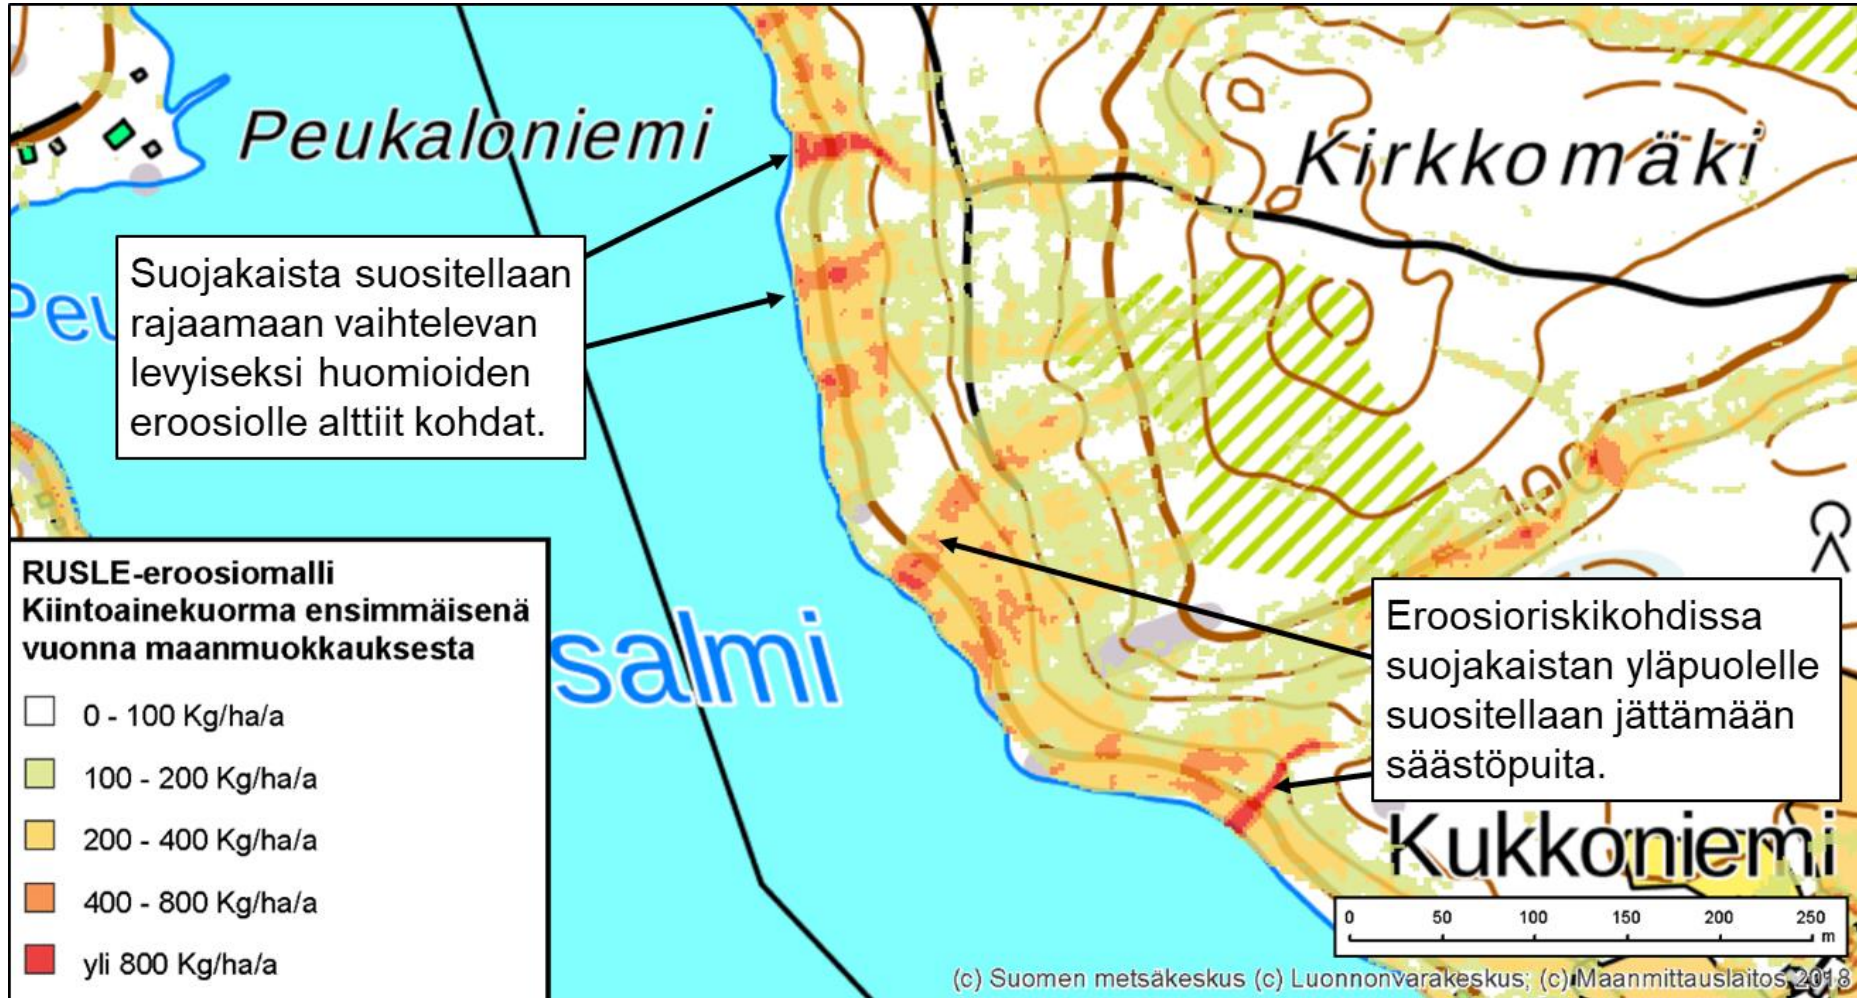 Peukaloniemi
Kirkkomäki
Suojakaista suositellaan
rajaamaan vaihtelevan
levyiseksi huomioiden
eroosiolle alttiit kohdat.
Peu
100
salmi
Eroosioriskikohdissa
suojakaistan yläpuolelle
suositellaan jättämään
säästöpuita.
Kukkoniemi
RUSLE-eroosiomalli
Kiintoainekuorma ensimmäisenä
vuonna maanmuokkauksesta
0 - 100 Kg/ha/a
100 - 200 Kg/ha/a
200 - 400 Kg/ha/a
400 - 800 Kg/ha/a
yli 800 Kg/ha/a
0 50 100 150 200 250
m
(c) Suomen metsäkeskus (c) Luonnonvarakeskus; (c) Maanmittauslaitos 2018